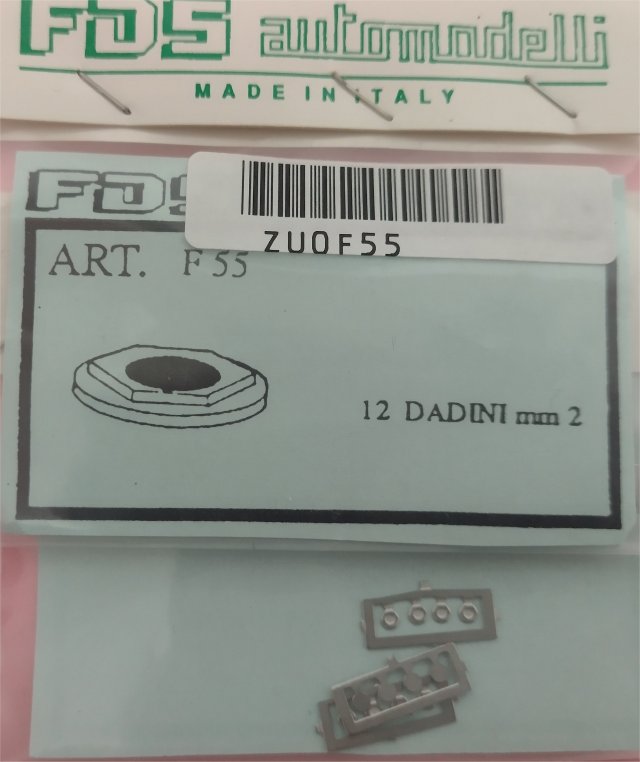 FDS automodelli
MADE IN ITALY
FDS
ZU0F55
ART. F 55
12 DADINI mm 2